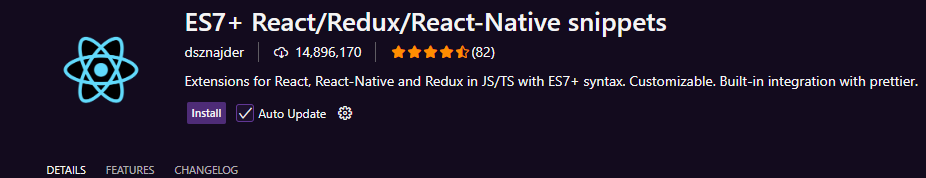 ES7+ React/Redux/React-Native snippets
dsznajder 14,896,170 (82)
Extensions for React, React-Native and Redux in JS/TS with ES7+ syntax. Customizable. Built-in integration with prettier.
Install Auto Update
DETAILS FEATURES CHANGELOG